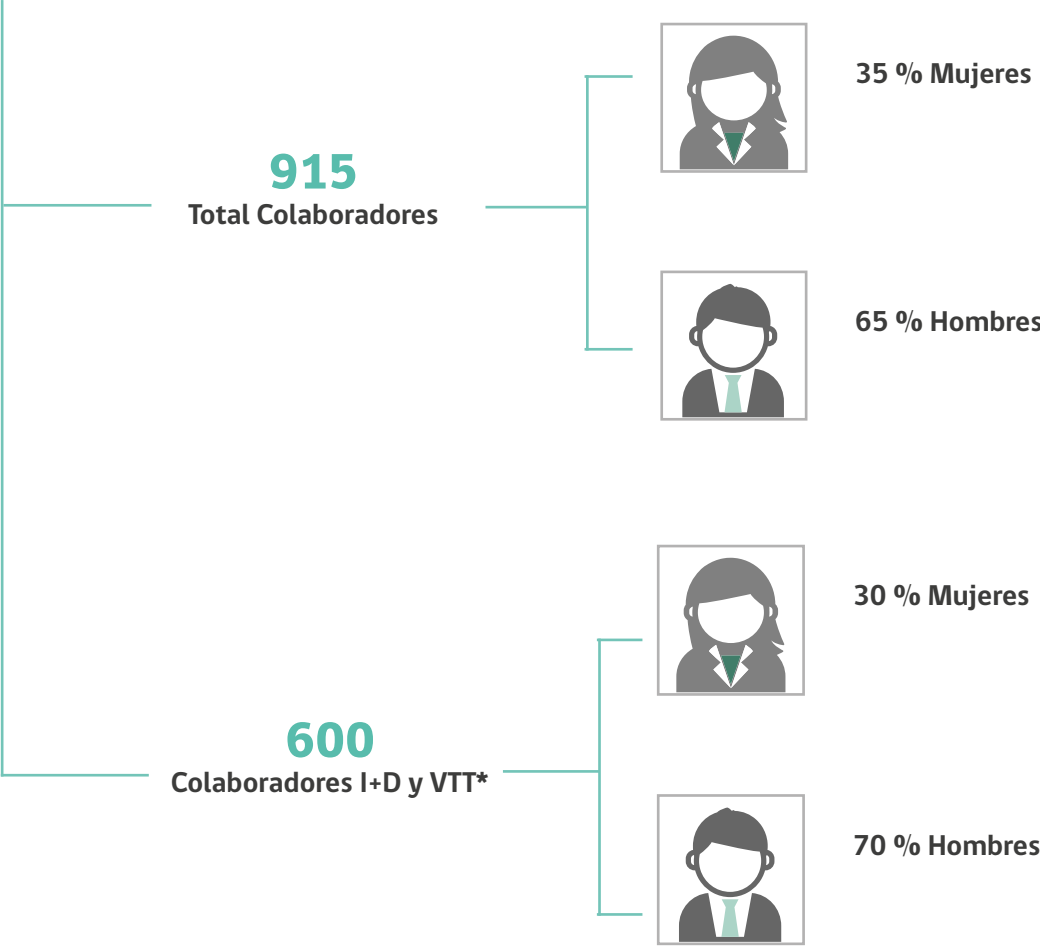 35 % Mujeres
915
Total Colaboradores
65 % Hombres
30 % Mujeres
600
Colaboradores I+D y VTT*
70 % Hombres